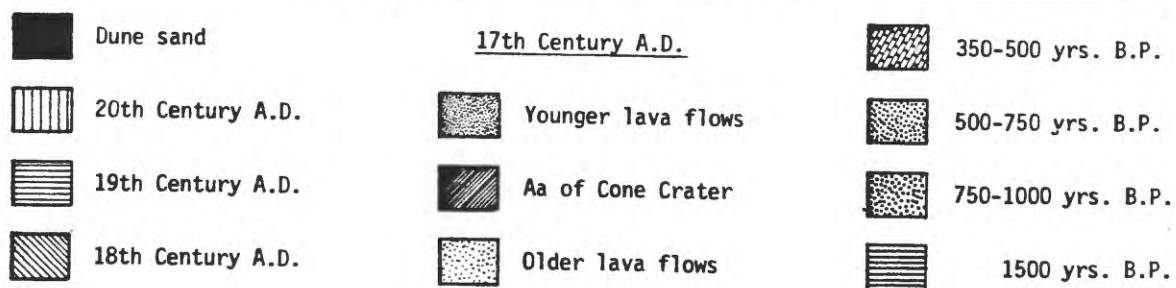 Dune sand
20th Century A.D.
19th Century A.D.
18th Century A.D.
17th Century A.D.
Younger lava flows
Aa of Cone Crater
Older lava flows
350-500 yrs. B.P.
500-750 yrs. B.P.
750-1000 yrs. B.P.
1500 yrs. B.P.